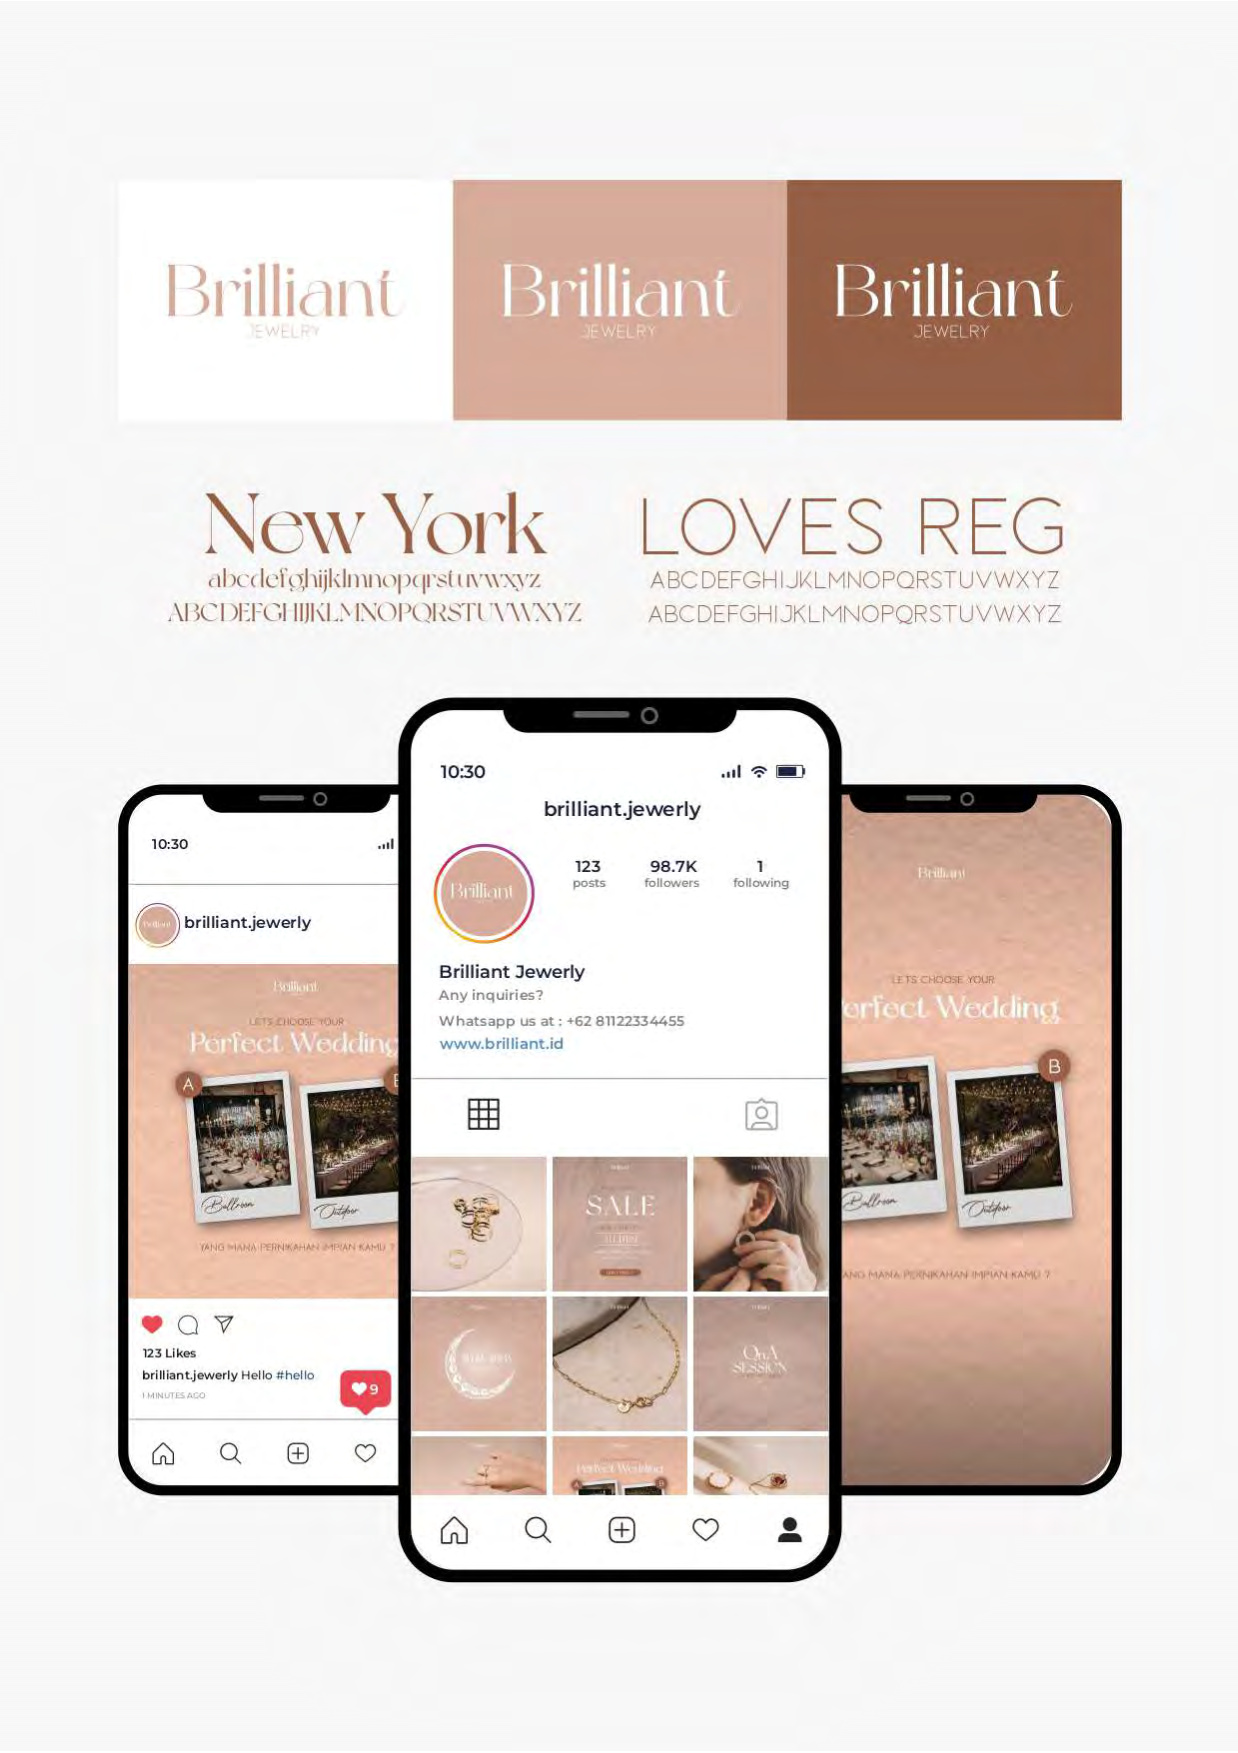 Brilliant
JEWELRY
Brilliant
JEWELRY
Brilliant
JEWELRY
New York
abcdefghijklmnopqrstuvwxyz
ABCDEFGHIJKLMNOPQRSTUVWXYZ
LOVES REG
ABCDEFGHIJKLMNOPQRSTUVWXYZ
ABCDEFGHIJKLMNOPQRSTUVWXYZ
10:30
brilliant.jewerly
Brilliant
LETS CHOOSE YOUR
Perfect Wedding
A
Ballroom
Outdoor
YANG MANA PERNIKAHAN IMPIAN KAMU ?
123 Likes
brilliant.jewerly Hello #hello
1 MINUTES AGO
9
10:30
brilliant.jewerly
Brilliant
123
posts
98.7K
followers
1
following
Brilliant Jewerly
Any inquiries?
Whatsapp us at : +62 81122334455
www.brilliant.id
SALE
QnA
SESSION
Perfect Wedding
A
B
Brilliant
LETS CHOOSE YOUR
erfect Wedding
B
Ballroom
Outdoor
ANG MANA PERNIKAHAN IMPIAN KAMU ?